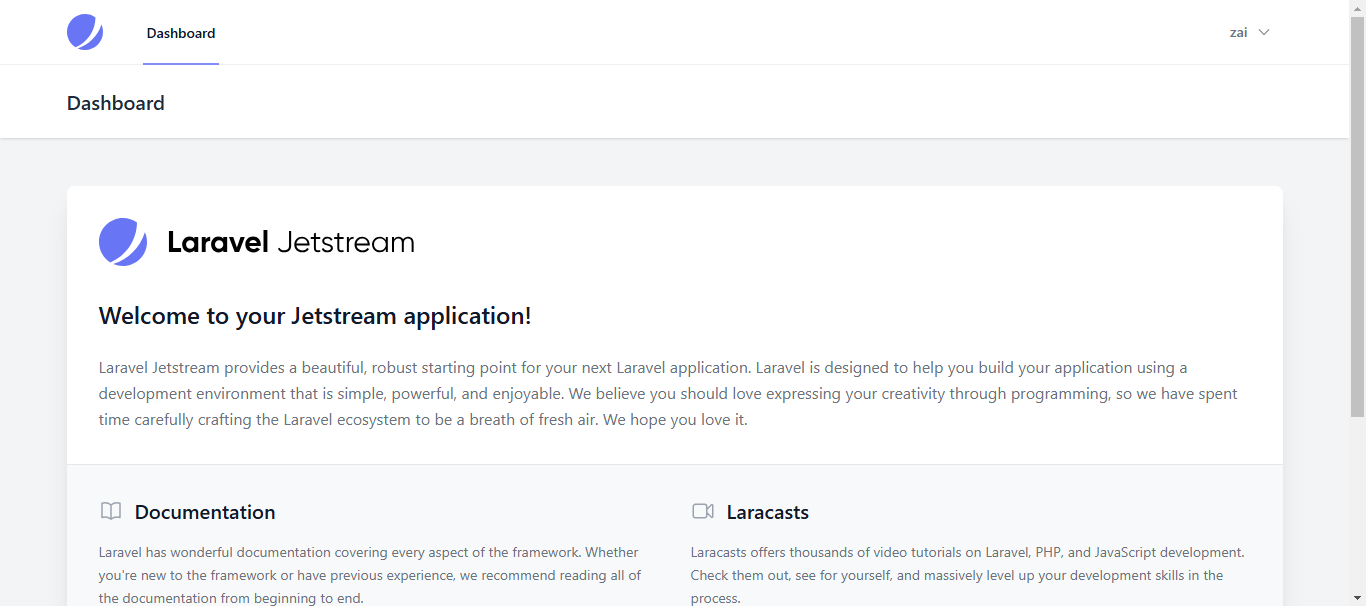 Dashboard
zai
Dashboard
Laravel Jetstream
Welcome to your Jetstream application!
Laravel Jetstream provides a beautiful, robust starting point for your next Laravel application. Laravel is designed to help you build your application using a
development environment that is simple, powerful, and enjoyable. We believe you should love expressing your creativity through programming, so we have spent
time carefully crafting the Laravel ecosystem to be a breath of fresh air. We hope you love it.
Documentation
Laravel has wonderful documentation covering every aspect of the framework. Whether
you're new to the framework or have previous experience, we recommend reading all of
the documentation from beginning to end.
Laracasts
Laracasts offers thousands of video tutorials on Laravel, PHP, and JavaScript development.
Check them out, see for yourself, and massively level up your development skills in the
process.